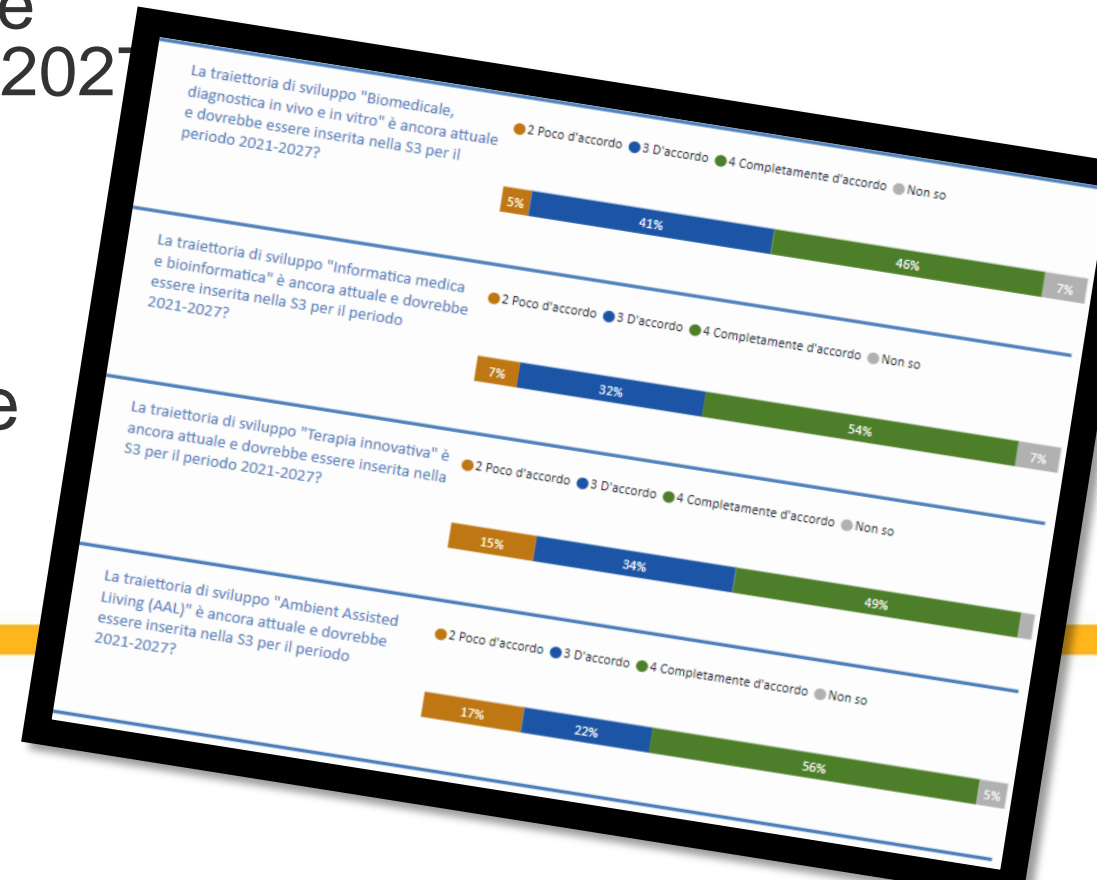 e
202
La traiettoria di sviluppo "Biomedicale,
diagnostica in vivo e in vitro" è ancora attuale
e dovrebbe essere inserita nella S3 per il
periodo 2021-2027?
2 Poco d'accordo 3 D'accordo 4 Completamente d'accordo Non so
5% 41% 46% 7%
La traiettoria di sviluppo "Informatica medica
e bioinformatica" è ancora attuale e dovrebbe
essere inserita nella S3 per il periodo
2021-2027?
2 Poco d'accordo 3 D'accordo 4 Completamente d'accordo Non so
7% 32% 54% 7%
e
La traiettoria di sviluppo "Terapia innovativa" è
ancora attuale e dovrebbe essere inserita nella
S3 per il periodo 2021-2027?
2 Poco d'accordo 3 D'accordo 4 Completamente d'accordo Non so
15% 34% 49%
La traiettoria di sviluppo "Ambient Assisted
Liiving (AAL)" è ancora attuale e dovrebbe
essere inserita nella S3 per il periodo
2021-2027?
2 Poco d'accordo 3 D'accordo 4 Completamente d'accordo Non so
17% 22% 56% 5%